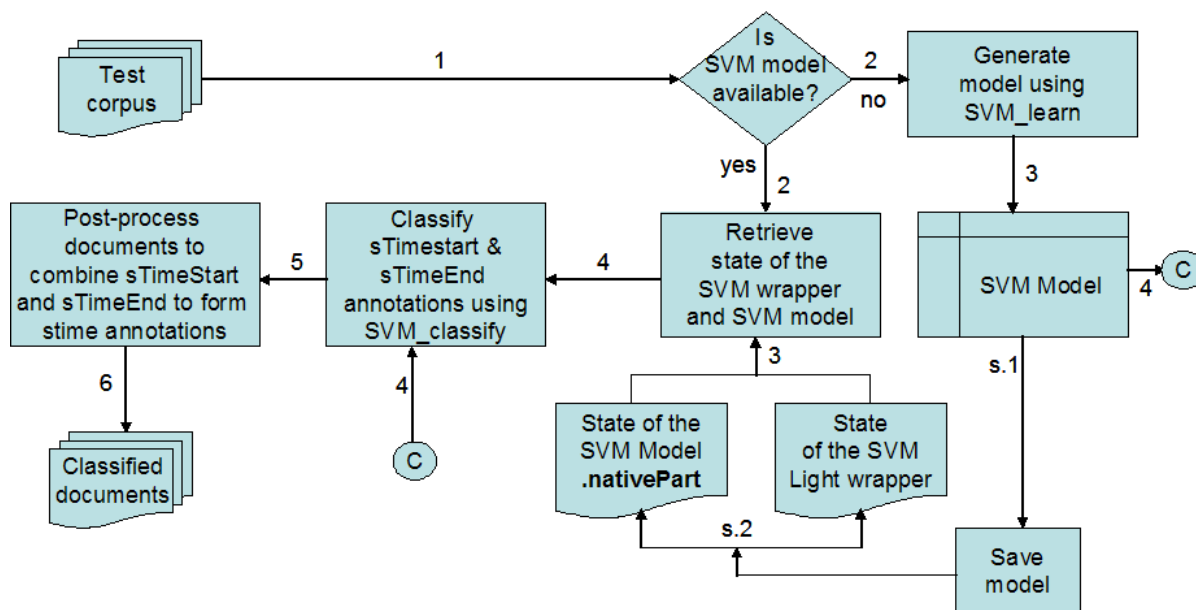 Test
corpus
1
Is
SVM model
available?
2
no
Generate
model using
SVM_learn
yes
2
3
Post-process
documents to
combine sTimeStart
and sTimeEnd to form
stime annotations
5
Classify
sTimestart &
sTimeEnd
annotations using
SVM_classify
4
Retrieve
state of the
SVM wrapper
and SVM model
SVM Model
4
C
6
4
3
s.1
Classified
documents
C
State of the
SVM Model
.nativePart
State
of the SVM
Light wrapper
s.2
Save
model